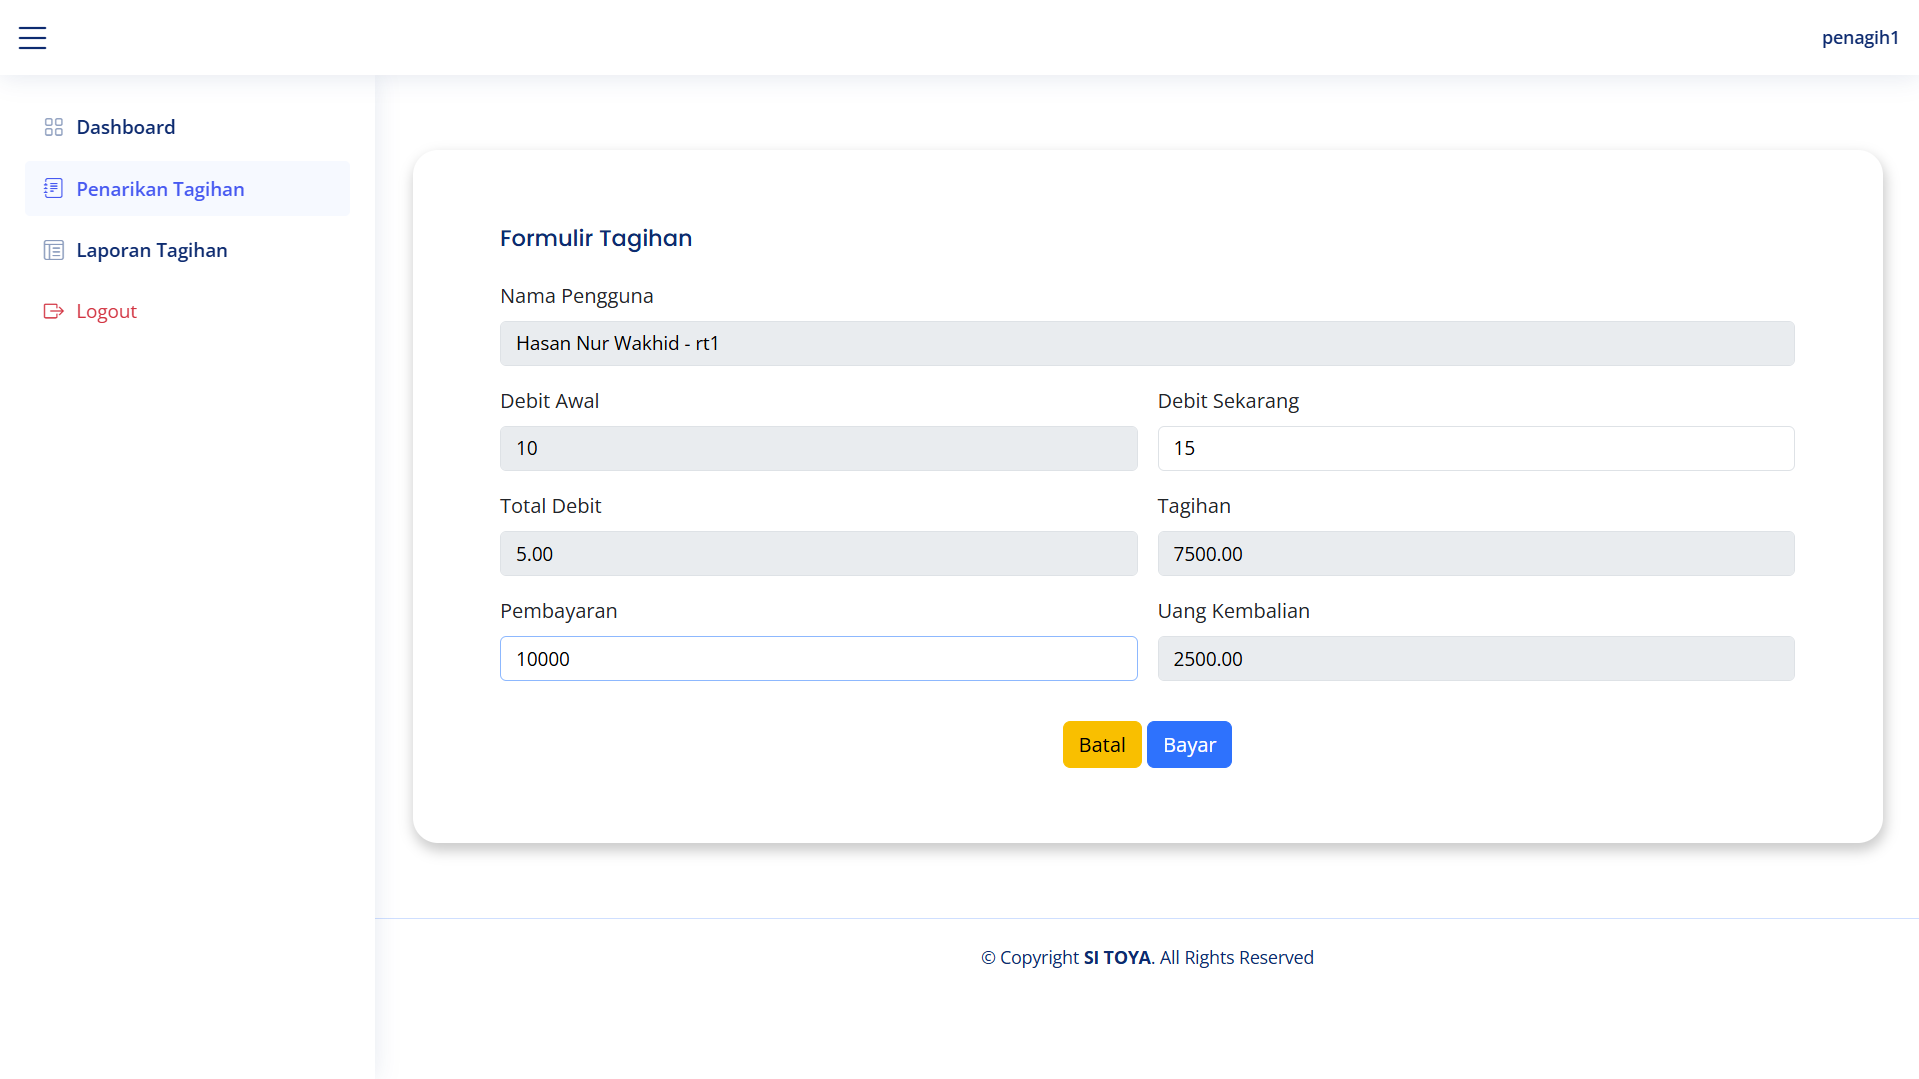 penagih1
Dashboard
Penarikan Tagihan
Laporan Tagihan
Logout
Formulir Tagihan
Nama Pengguna
Hasan Nur Wakhid - rt1
Debit Awal
Debit Sekarang
10
15
Total Debit
Tagihan
5.00
7500.00
Pembayaran
Uang Kembalian
10000
2500.00
Batal
Bayar
© Copyright SI TOYA. All Rights Reserved